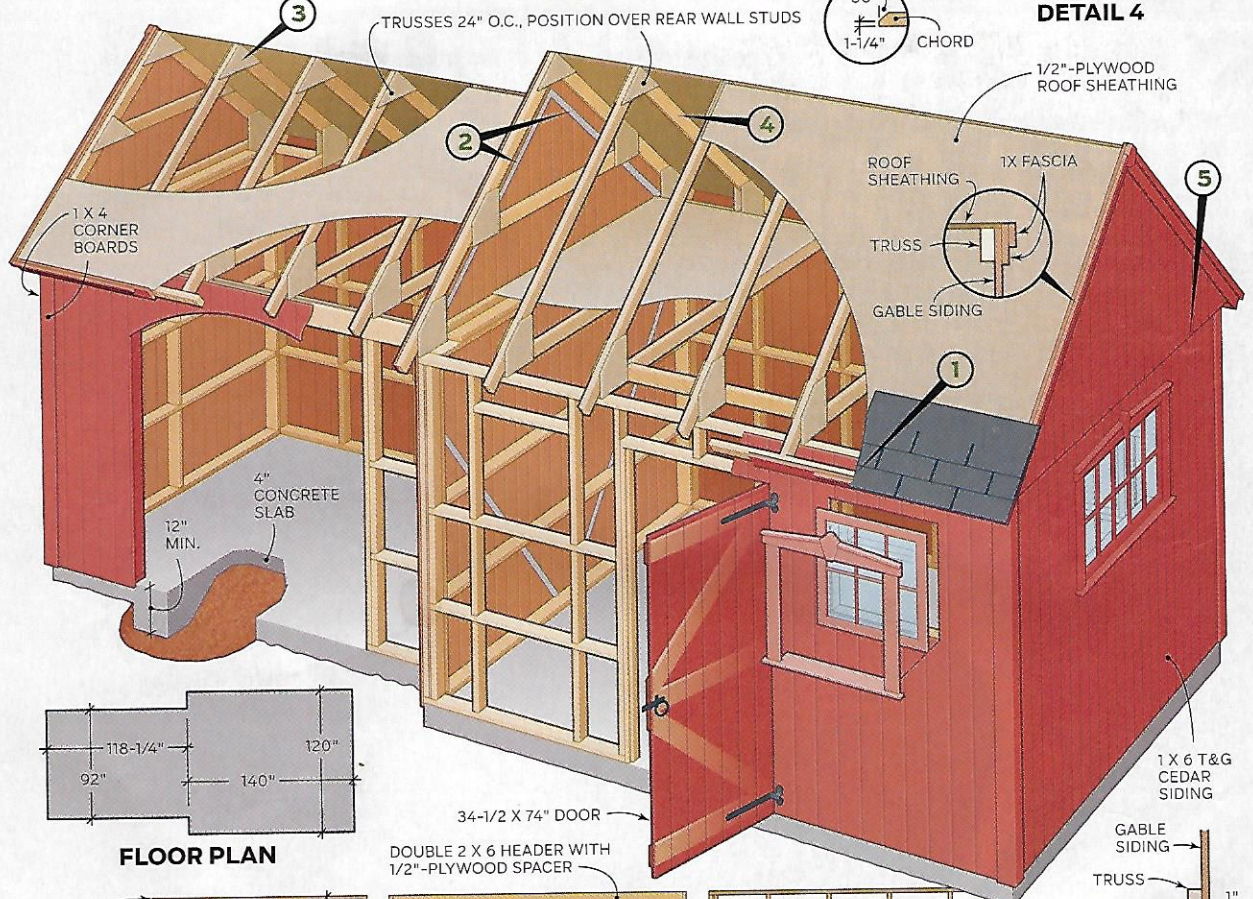 3
TRUSSES 24" O.C., POSITION OVER REAR WALL STUDS
1-1/4"
CHORD
DETAIL 4
1/2"-PLYWOOD
ROOF SHEATHING
2
4
ROOF
SHEATHING
1X FASCIA
5
1 X 4
CORNER
BOARDS
TRUSS
GABLE SIDING
1
4"
CONCRETE
SLAB
12"
MIN.
118-1/4"
120"
92"
140"
1 X 6 T&G
CEDAR
SIDING
34-1/2 X 74" DOOR
FLOOR PLAN
DOUBLE 2 X 6 HEADER WITH
1/2"-PLYWOOD SPACER
GABLE
SIDING
TRUSS
1"